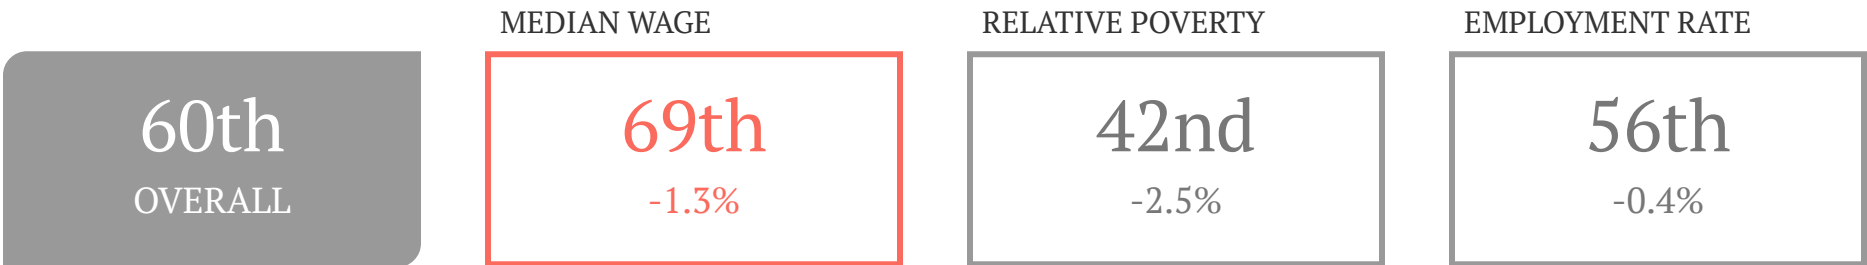 MEDIAN WAGE
RELATIVE POVERTY
EMPLOYMENT RATE
60th
OVERALL
69th
-1.3%
42nd
-2.5%
56th
-0.4%